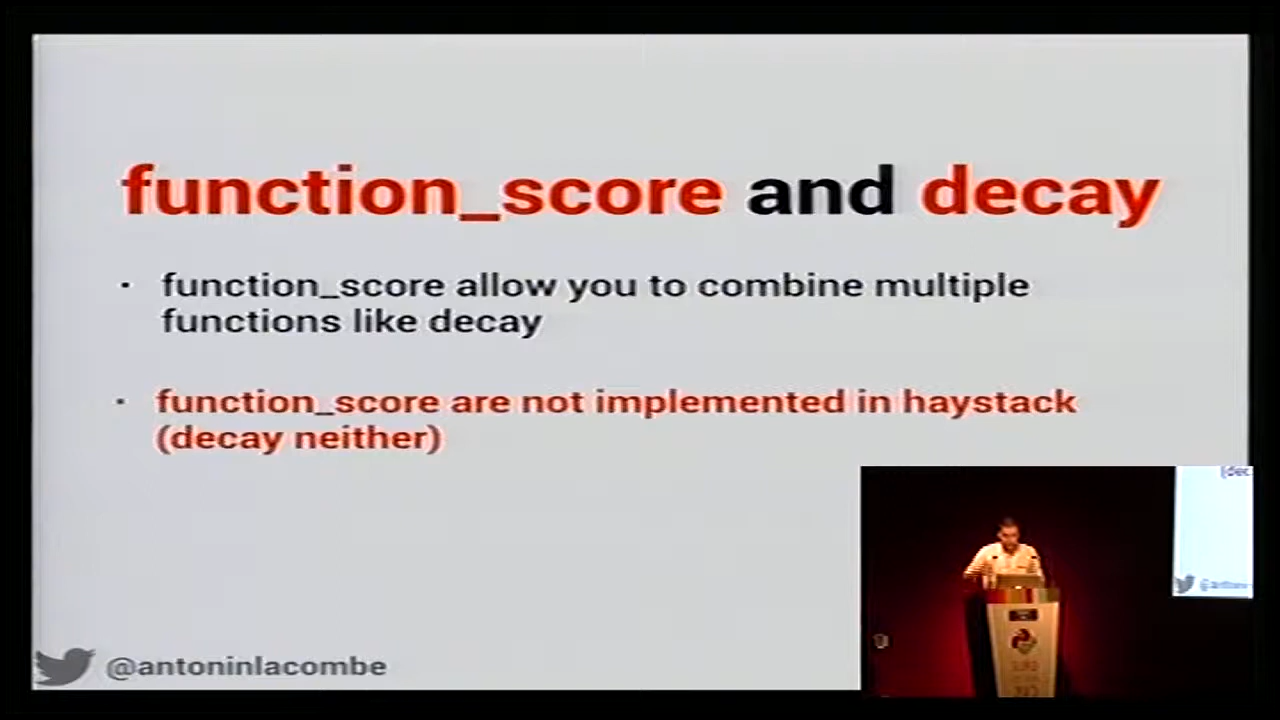 function_score and decay
· function_score allow you to combine multiple
functions like decay
· function_score are not implemented in haystack
(decay neither)
@antoninlacombe
(dec